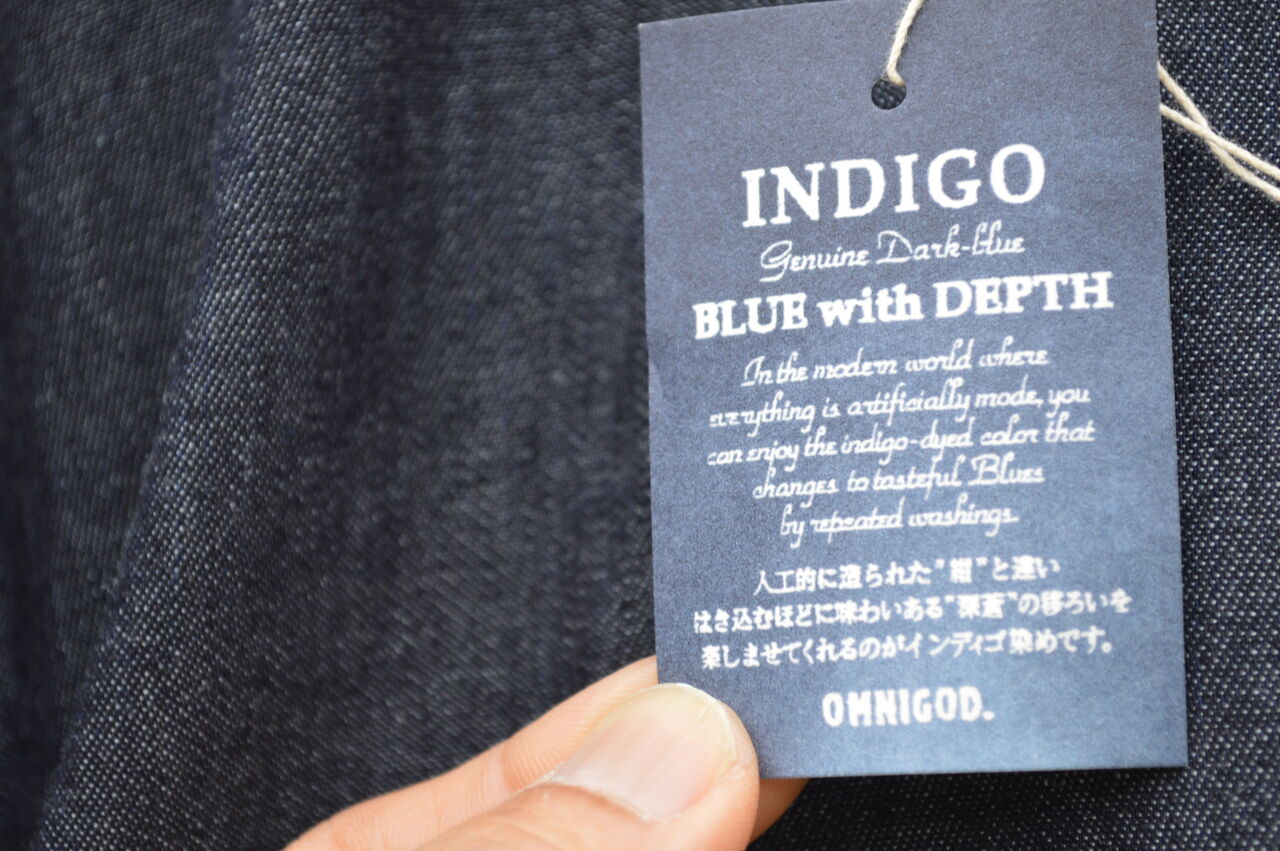 INDIGO
Genuine Dark-blue
BLUE with DEPTH
In the modern world where
everything is artificially made, you
can enjoy the indigo-dyed color that
changes to tasteful Blues
by repeated washings.
人工的に造られた"紺"と違い
はき込むほどに味わいある"深蒼"の移ろいを
楽しませてくれるのがインディゴ染めです。
OMNIGOD.